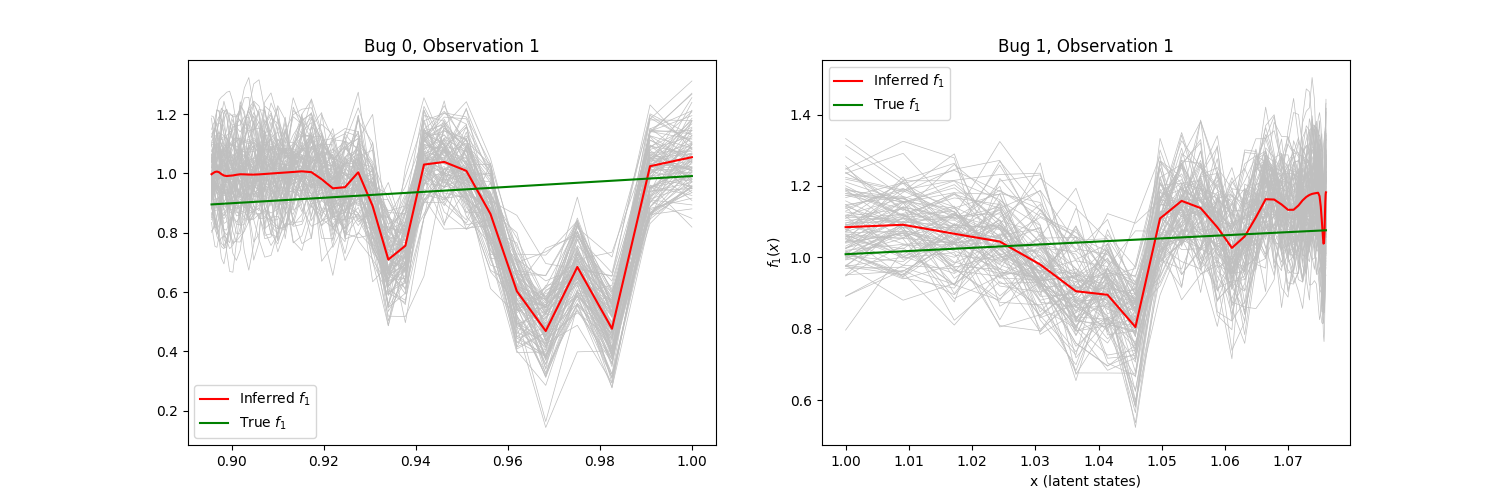 Bug 0, Observation 1
1.2
1.0
0.8
0.6
0.4
0.2
Inferred f₁
True f₁
0.90 0.92 0.94 0.96 0.98 1.00
Bug 1, Observation 1
Inferred f₁
True f₁
f₁(x)
1.4
1.2
1.0
0.8
0.6
1.00 1.01 1.02 1.03 1.04 1.05 1.06 1.07
x (latent states)